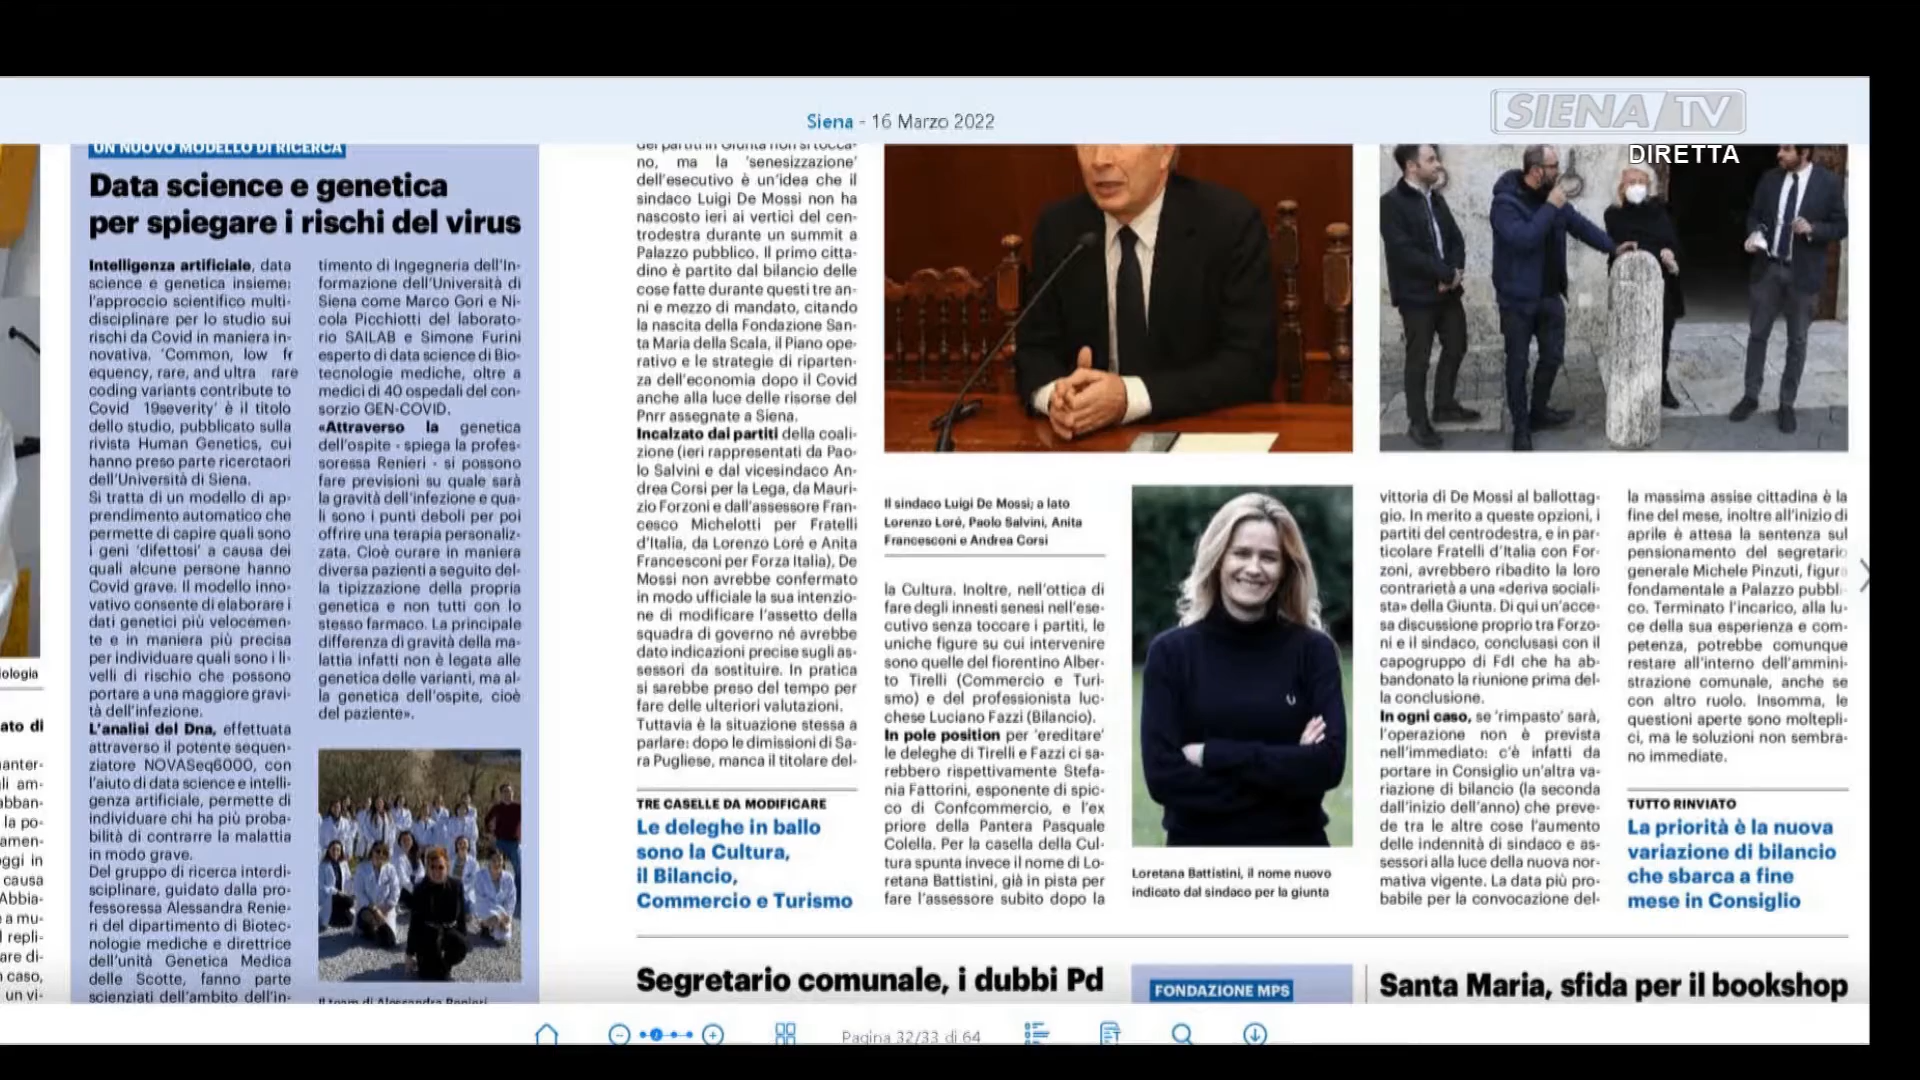 SIENA TV
DIRETTA
Siena - 16 Marzo 2022
UN NUOVO MODELLO DI RICERCA
Data science e genetica
per spiegare i rischi del virus
Intelligenza artificiale, data
science e genetica insieme:
l'approccio scientifico multi-
disciplinare per lo studio sui
rischi da Covid in maniera in-
novativa. 'Common, low fr
equency, rare, and ultra rare
coding variants contribute to
Covid 19severity' è il titolo
dello studio, pubblicato sulla
rivista Human Genetics, cui
hanno preso parte ricerctaori
dell'Università di Siena.
Si tratta di un modello di ap-
prendimento automatico che
permette di capire quali sono
i geni 'difettosi' a causa dei
quali alcune persone hanno
Covid grave. Il modello inno-
vativo consente di elaborare i
dati genetici più velocemen-
te e in maniera più precisa
per individuare quali sono i li-
velli di rischio che possono
portare a una maggiore gravi-
tà dell'infezione.
L'analisi del Dna, effettuata
attraverso il potente sequen-
ziatore NOVASeq6000, con
l'aiuto di data science e intelli-
genza artificiale, permette di
individuare chi ha più proba-
bilità di contrarre la malattia
in modo grave.
Del gruppo di ricerca interdi-
sciplinare, guidato dalla pro-
fessoressa Alessandra Renie-
ri del dipartimento di Biotec-
nologie mediche e direttrice
dell'unità Genetica Medica
delle Scotte, fanno parte
scienziati dell'ambito dell'in-
timento di Ingegneria dell'In-
formazione dell'Università di
Siena come Marco Gori e Ni-
cola Picchiotti del laborato-
rio SAILAB e Simone Furini
esperto di data science di Bio-
tecnologie mediche, oltre a
medici di 40 ospedali del con-
sorzio GEN-COVID.
«Attraverso la genetica
dell'ospite - spiega la profes-
soressa Renieri - si possono
fare previsioni su quale sarà
la gravità dell'infezione e qua-
li sono i punti deboli per poi
offrire una terapia personaliz-
zata. Cioè curare in maniera
diversa pazienti a seguito del-
la tipizzazione della propria
genetica e non tutti con lo
stesso farmaco. La principale
differenza di gravità della ma-
lattia infatti non è legata alle
genetica delle varianti, ma al-
la genetica dell'ospite, cioè
del paziente».
Il team di Alessandra Renieri
dei partiti in Giunta non si tocca-
no, ma la 'senesizzazione'
dell'esecutivo è un'idea che il
sindaco Luigi De Mossi non ha
nascosto ieri ai vertici del cen-
trodestra durante un summit a
Palazzo pubblico. Il primo citta-
dino è partito dal bilancio delle
cose fatte durante questi tre an-
ni e mezzo di mandato, citando
la nascita della Fondazione San-
ta Maria della Scala, il Piano ope-
rativo e le strategie di riparten-
za dell'economia dopo il Covid
anche alla luce delle risorse del
Pnrr assegnate a Siena.
Incalzato dai partiti della coali-
zione (ieri rappresentati da Pao-
lo Salvini e dal vicesindaco An-
drea Corsi per la Lega, da Mauri-
zio Forzoni e dall'assessore Fran-
cesco Michelotti per Fratelli
d'Italia, da Lorenzo Loré e Anita
Francesconi per Forza Italia), De
Mossi non avrebbe confermato
in modo ufficiale la sua intenzio-
ne di modificare l'assetto della
squadra di governo né avrebbe
dato indicazioni precise sugli as-
sessori da sostituire. In pratica
si sarebbe preso del tempo per
fare delle ulteriori valutazioni.
Tuttavia è la situazione stessa a
parlare: dopo le dimissioni di Sa-
ra Pugliese, manca il titolare del-
TRE CASELLE DA MODIFICARE
Le deleghe in ballo
sono la Cultura,
il Bilancio,
Commercio e Turismo
Il sindaco Luigi De Mossi; a lato
Lorenzo Loré, Paolo Salvini, Anita
Francesconi e Andrea Corsi
la Cultura. Inoltre, nell'ottica di
fare degli innesti senesi nell'ese-
cutivo senza toccare i partiti, le
uniche figure su cui intervenire
sono quelle del fiorentino Alber-
to Tirelli (Commercio e Turi-
smo) e del professionista luc-
chese Luciano Fazzi (Bilancio).
In pole position per 'ereditare'
le deleghe di Tirelli e Fazzi ci sa-
rebbero rispettivamente Stefa-
nia Fattorini, esponente di spic-
co di Confcommercio, e l'ex
priore della Pantera Pasquale
Colella. Per la casella della Cul-
tura spunta invece il nome di Lo-
retana Battistini, già in pista per
fare l'assessore subito dopo la
Loretana Battistini, il nome nuovo
indicato dal sindaco per la giunta
vittoria di De Mossi al ballottag-
gio. In merito a queste opzioni, i
partiti del centrodestra, e in par-
ticolare Fratelli d'Italia con For-
zoni, avrebbero ribadito la loro
contrarietà a una «deriva sociali-
sta» della Giunta. Di qui un'acce-
sa discussione proprio tra Forzo-
ni e il sindaco, conclusasi con il
capogruppo di FdI che ha ab-
bandonato la riunione prima del-
la conclusione.
In ogni caso, se 'rimpasto' sarà,
l'operazione non è prevista
nell'immediato: c'è infatti da
portare in Consiglio un'altra va-
riazione di bilancio (la seconda
dall'inizio dell'anno) che preve-
de tra le altre cose l'aumento
delle indennità di sindaco e as-
sessori alla luce della nuova nor-
mativa vigente. La data più pro-
babile per la convocazione del-
la massima assise cittadina è la
fine del mese, inoltre all'inizio di
aprile è attesa la sentenza sul
pensionamento del segretario
generale Michele Pinzuti, figura
fondamentale a Palazzo pubbli-
co. Terminato l'incarico, alla lu-
ce della sua esperienza e com-
petenza, potrebbe comunque
restare all'interno dell'ammini-
strazione comunale, anche se
con altro ruolo. Insomma, le
questioni aperte sono moltepli-
ci, ma le soluzioni non sembra-
no immediate.
TUTTO RINVIATO
La priorità è la nuova
variazione di bilancio
che sbarca a fine
mese in Consiglio
Segretario comunale, i dubbi Pd
FONDAZIONE MPS
Santa Maria, sfida per il bookshop
Pagina 32/33 di 64